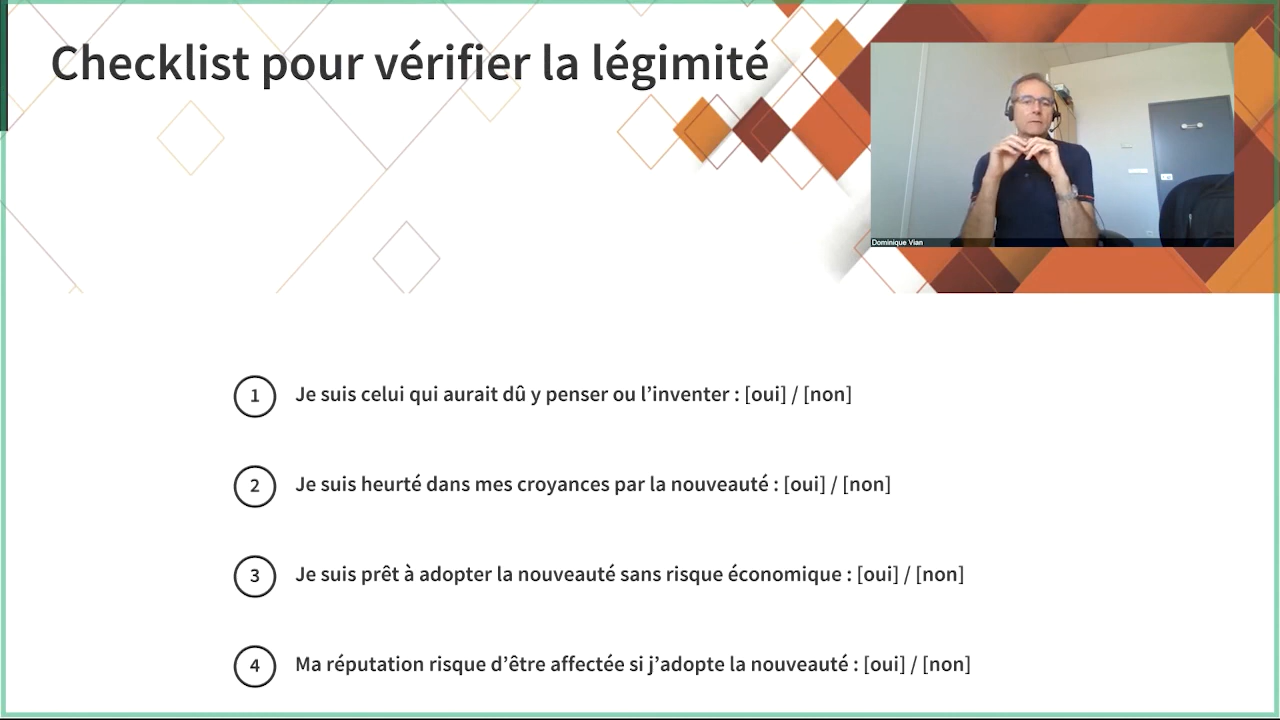 Checklist pour vérifier la légimité
Dominique Vian
1 Je suis celui qui aurait dû y penser ou l’inventer : [oui] / [non]
2 Je suis heurté dans mes croyances par la nouveauté : [oui] / [non]
3 Je suis prêt à adopter la nouveauté sans risque économique : [oui] / [non]
4 Ma réputation risque d’être affectée si j’adopte la nouveauté : [oui] / [non]